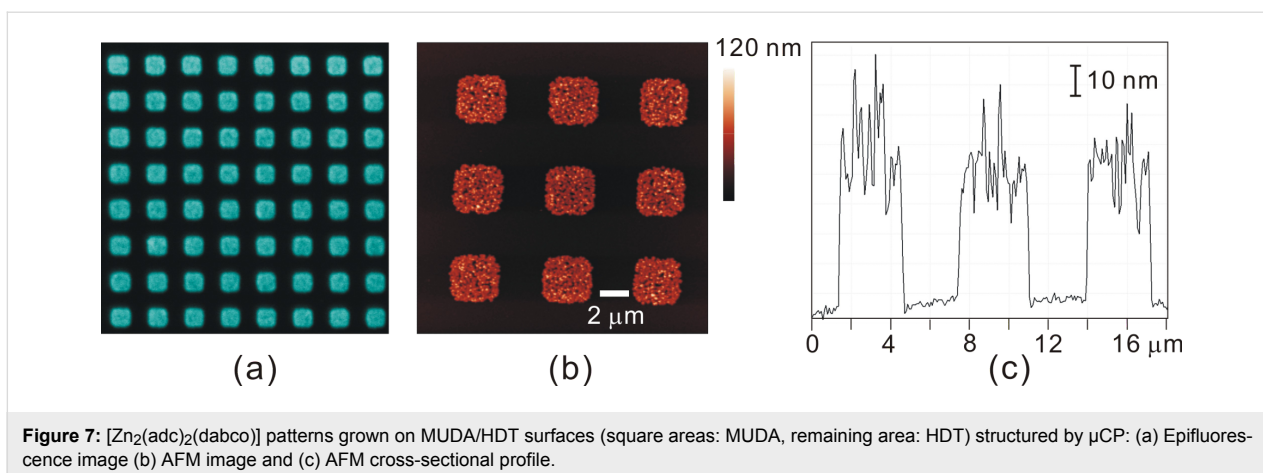 120 nm
10 nm
2 μm
0 4 8 12 16 μm
(a) (b) (c)
Figure 7: [Zn2(adc)2(dabco)] patterns grown on MUDA/HDT surfaces (square areas: MUDA, remaining area: HDT) structured by μCP: (a) Epifluores-
cence image (b) AFM image and (c) AFM cross-sectional profile.